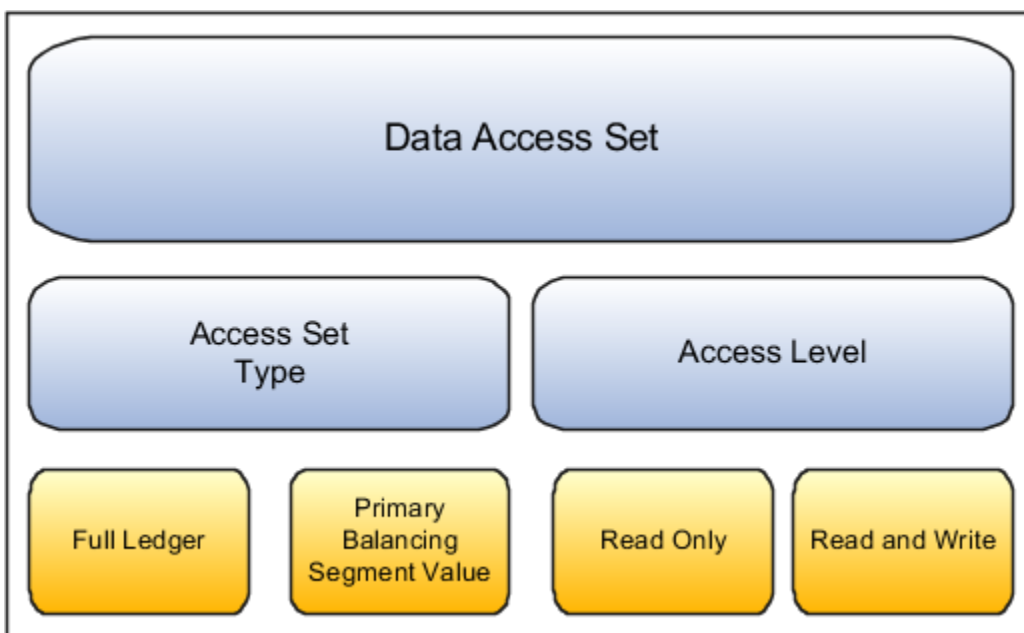 Data Access Set
Access Set
Type
Access Level
Full Ledger
Primary
Balancing
Segment Value
Read Only
Read and Write